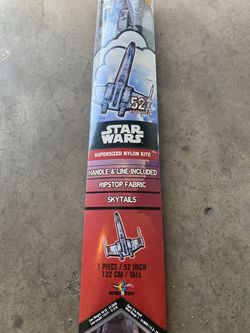 52"
STAR
WARS
SUPERSIZED NYLON KITE
HANDLE & LINE INCLUDED
RIPSTOP FABRIC
SKYTAILS
1 PIECE / 52 INCH
132 CM / TALL